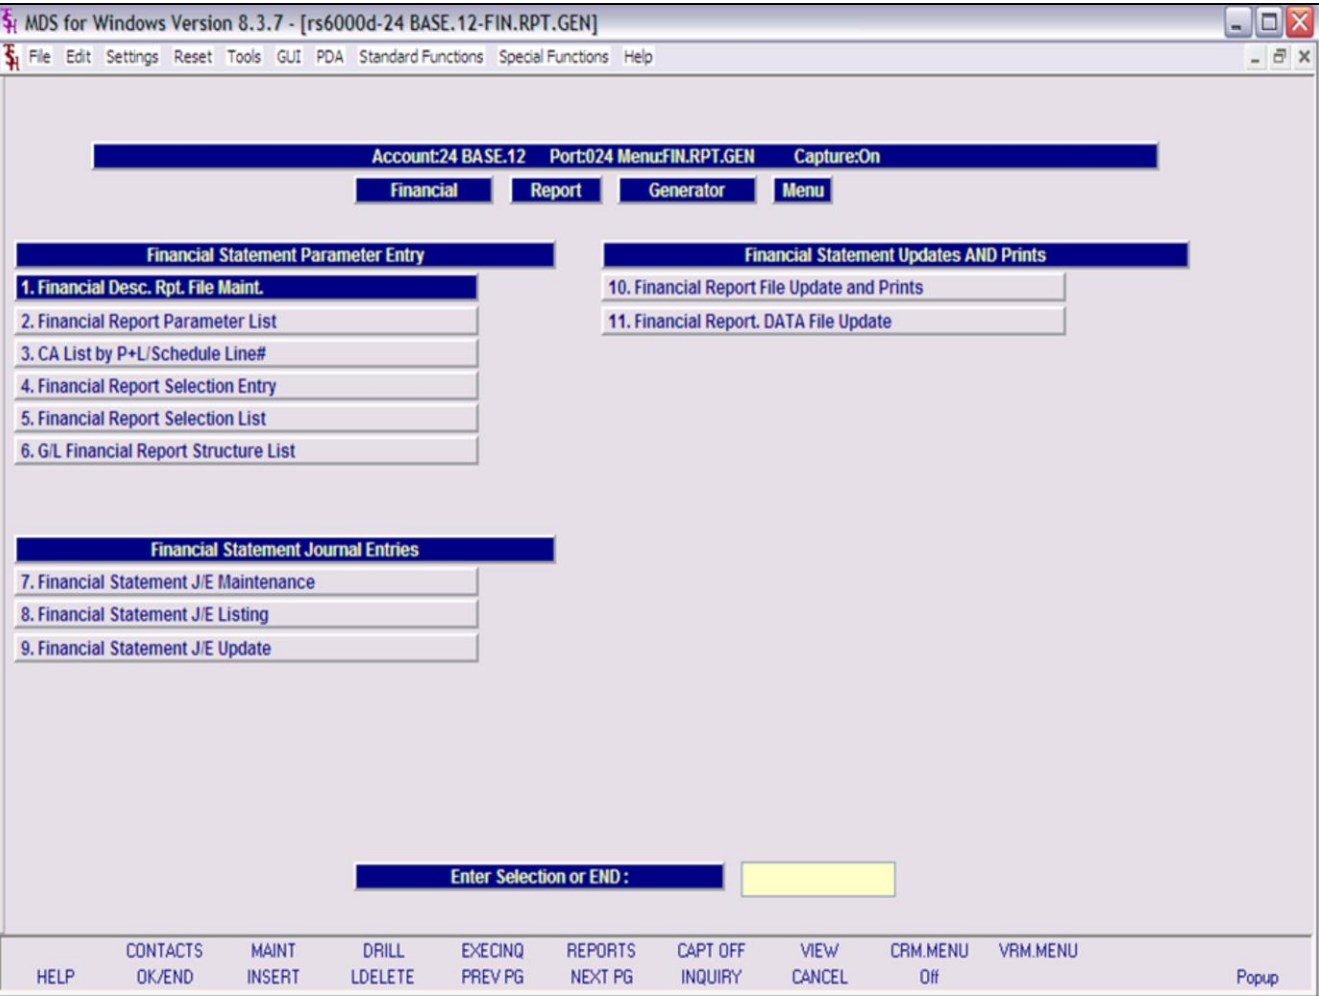 MDS for Windows Version 8.3.7 - [rs6000d-24 BASE.12-FIN.RPT.GEN]
File Edit Settings Reset Tools GUI PDA Standard Functions Special Functions Help
Account:24 BASE.12 Port:024 Menu:FIN.RPT.GEN Capture:On
Financial Report Generator Menu
Financial Statement Parameter Entry
1. Financial Desc. Rpt. File Maint.
2. Financial Report Parameter List
3. CA List by P+L/Schedule Line#
4. Financial Report Selection Entry
5. Financial Report Selection List
6. G/L Financial Report Structure List
Financial Statement Journal Entries
7. Financial Statement J/E Maintenance
8. Financial Statement J/E Listing
9. Financial Statement J/E Update
Financial Statement Updates AND Prints
10. Financial Report File Update and Prints
11. Financial Report. DATA File Update
Enter Selection or END :
CONTACTS MAINT DRILL EXECINQ REPORTS CAPT OFF VIEW CRM.MENU VRM.MENU
HELP OK/END INSERT LDELETE PREV PG NEXT PG INQUIRY CANCEL Off Popup